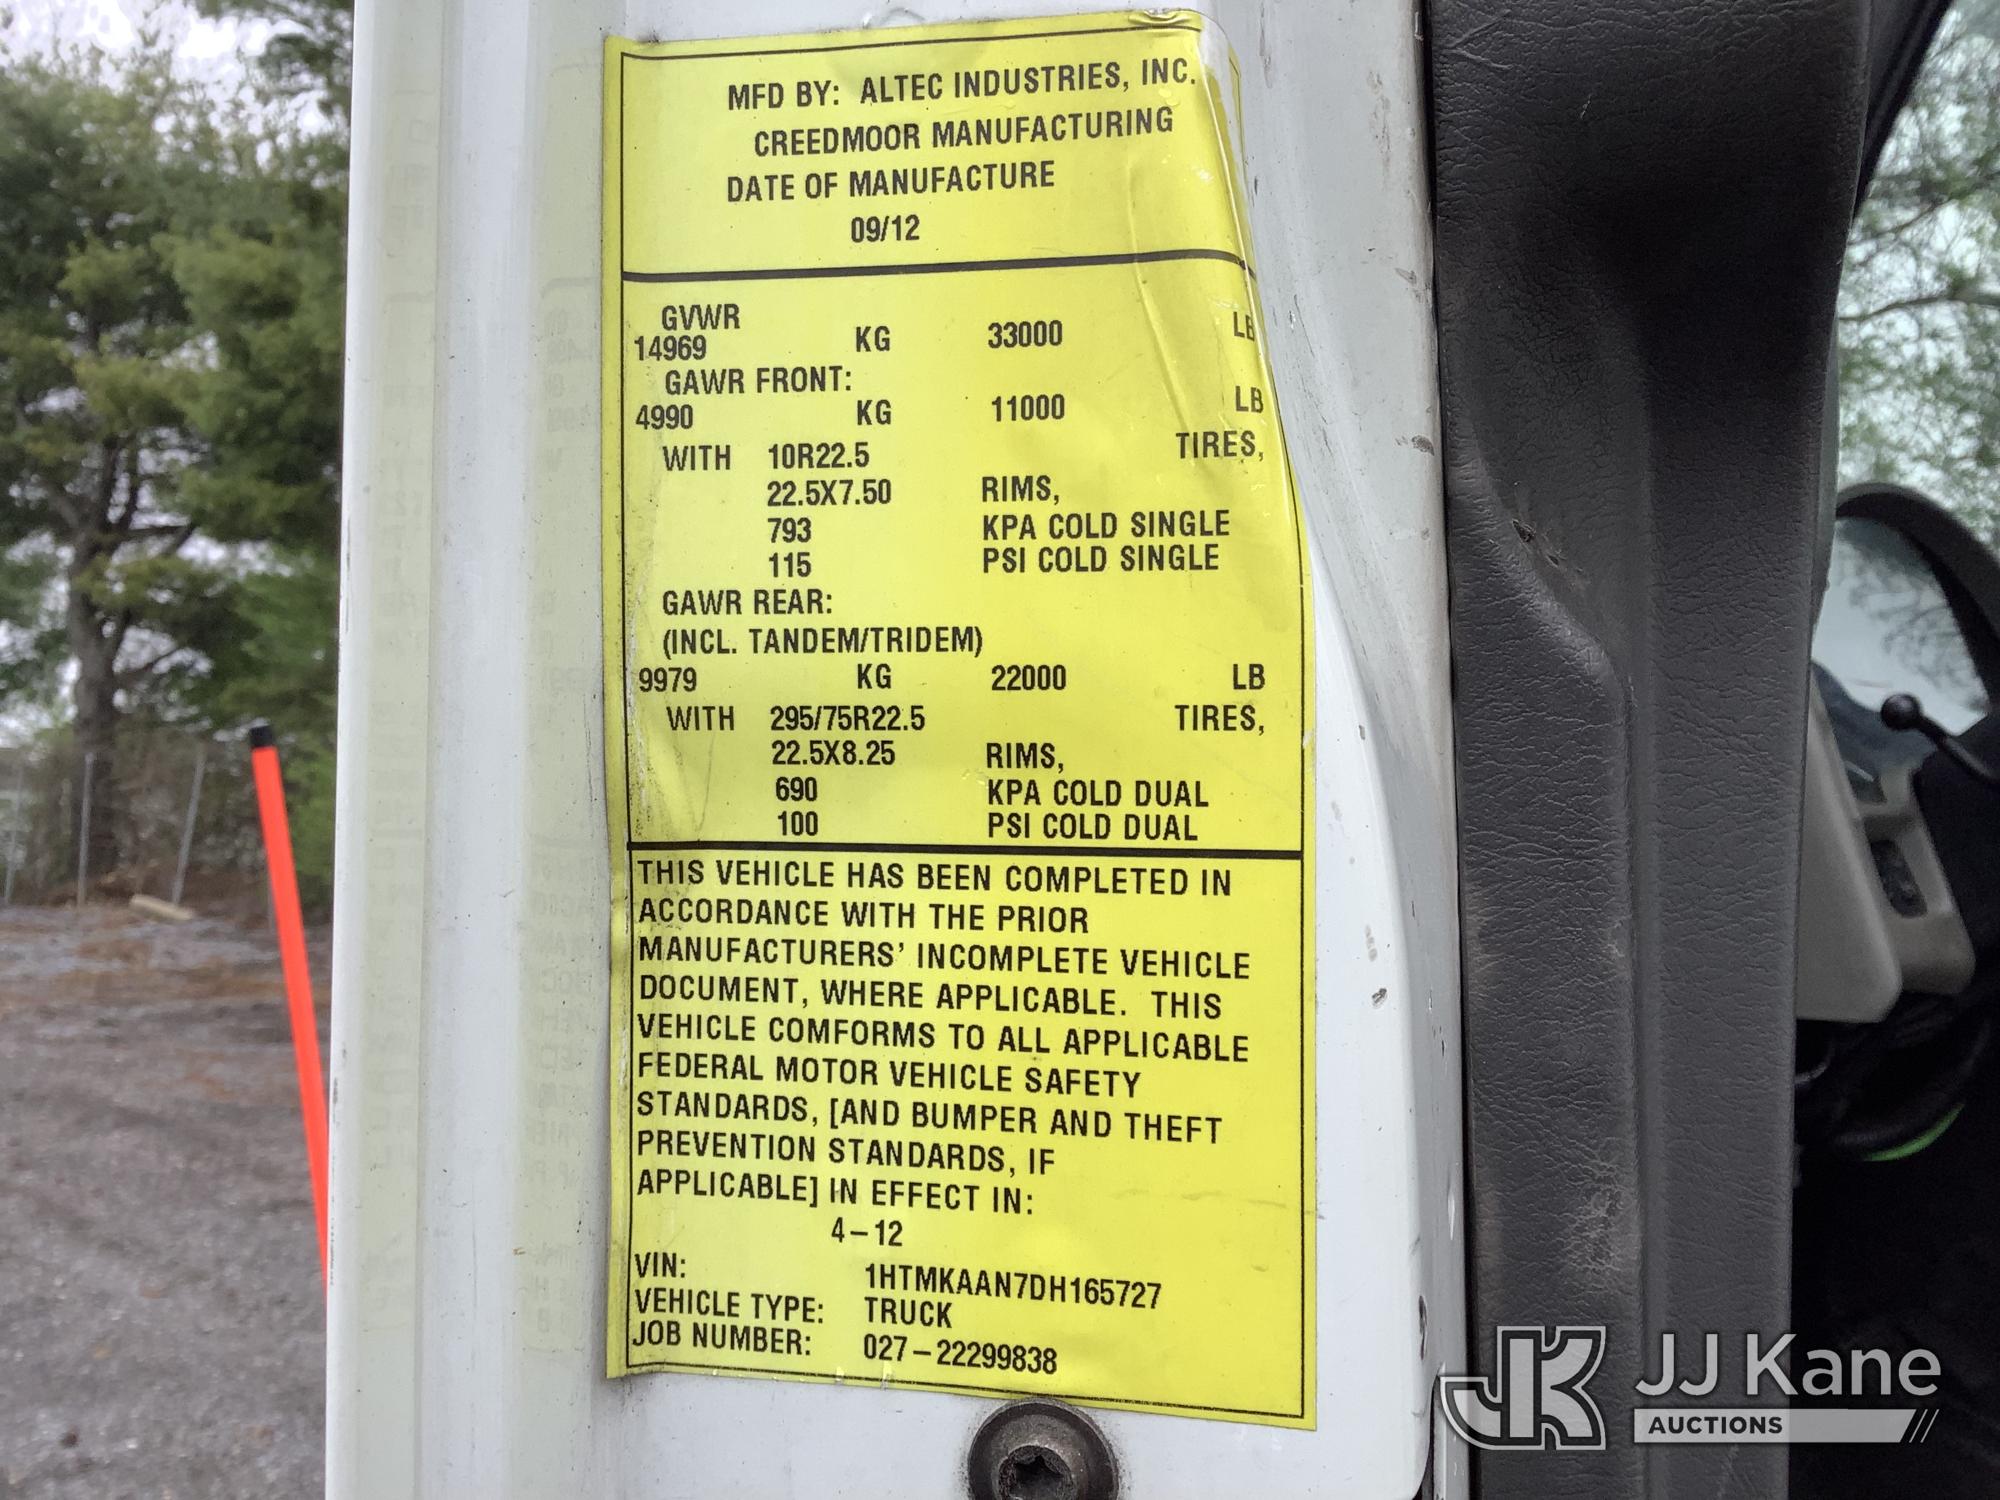 MFD BY: ALTEC INDUSTRIES, INC.
CREEDMOOR MANUFACTURING
DATE OF MANUFACTURE
09/12
GVWR
14969 KG 33000 LB
GAWR FRONT:
4990 KG 11000 LB
WITH 10R22.5 TIRES,
22.5X7.50 RIMS,
793 KPA COLD SINGLE
115 PSI COLD SINGLE
GAWR REAR:
(INCL. TANDEM/TRIDEM)
9979 KG 22000 LB
WITH 295/75R22.5 TIRES,
22.5X8.25 RIMS,
690 KPA COLD DUAL
100 PSI COLD DUAL
THIS VEHICLE HAS BEEN COMPLETED IN
ACCORDANCE WITH THE PRIOR
MANUFACTURERS' INCOMPLETE VEHICLE
DOCUMENT, WHERE APPLICABLE. THIS
VEHICLE COMFORMS TO ALL APPLICABLE
FEDERAL MOTOR VEHICLE SAFETY
STANDARDS, [AND BUMPER AND THEFT
PREVENTION STANDARDS, IF
APPLICABLE] IN EFFECT IN:
4-12
VIN: 1HTMKAAN7DH165727
VEHICLE TYPE: TRUCK
JOB NUMBER: 027-22299838
JK JJ Kane
AUCTIONS